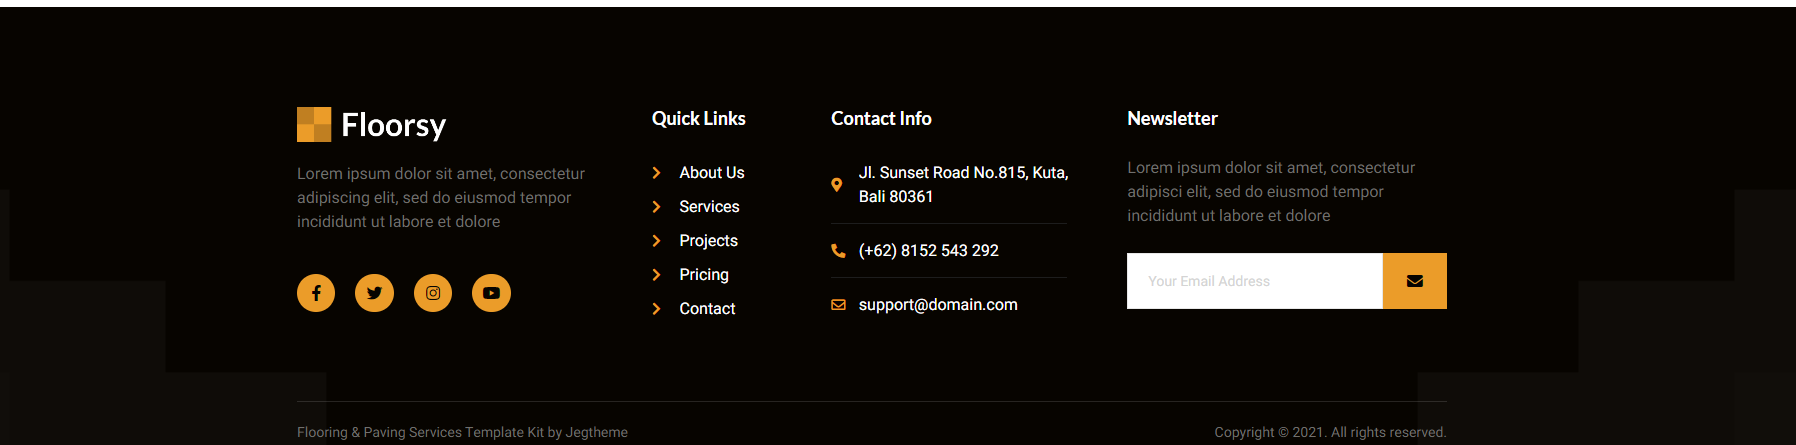 Floorsy
Lorem ipsum dolor sit amet, consectetur
adipiscing elit, sed do eiusmod tempor
incididunt ut labore et dolore
Quick Links
About Us
Services
Projects
Pricing
Contact
Contact Info
Jl. Sunset Road No.815, Kuta,
Bali 80361
(+62) 8152 543 292
support@domain.com
Newsletter
Lorem ipsum dolor sit amet, consectetur
adipisci elit, sed do eiusmod tempor
incididunt ut labore et dolore
Your Email Address
Flooring & Paving Services Template Kit by Jegtheme
Copyright © 2021. All rights reserved.